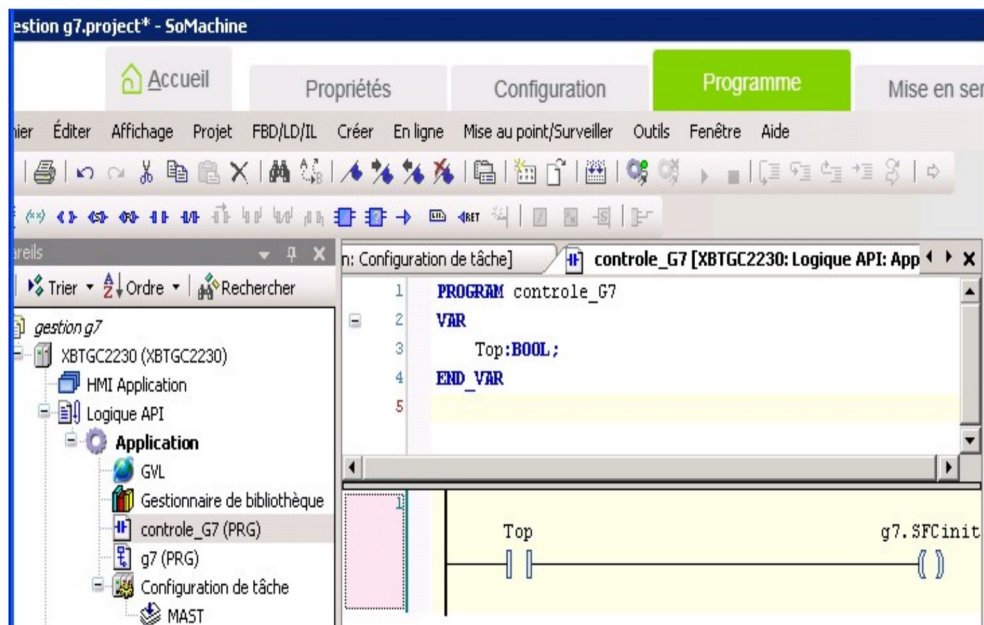 estion g7.project* - SoMachine
Accueil
Propriétés
Configuration
Programme
Mise en ser
hier Éditer Affichage Projet FBD/LD/IL Créer En ligne Mise au point/Surveiller Outils Fenêtre Aide
areils
Trier Ordre Rechercher
gestion g7
XBTGC2230 (XBTGC2230)
HMI Application
Logique API
Application
GVL
Gestionnaire de bibliothèque
controle_G7 (PRG)
g7 (PRG)
Configuration de tâche
MAST
n: Configuration de tâche]
controle_G7 [XBTGC2230: Logique API: App
1 PROGRAM controle_G7
2 VAR
3 Top:BOOL;
4 END_VAR
5
1
Top
g7.SFCinit